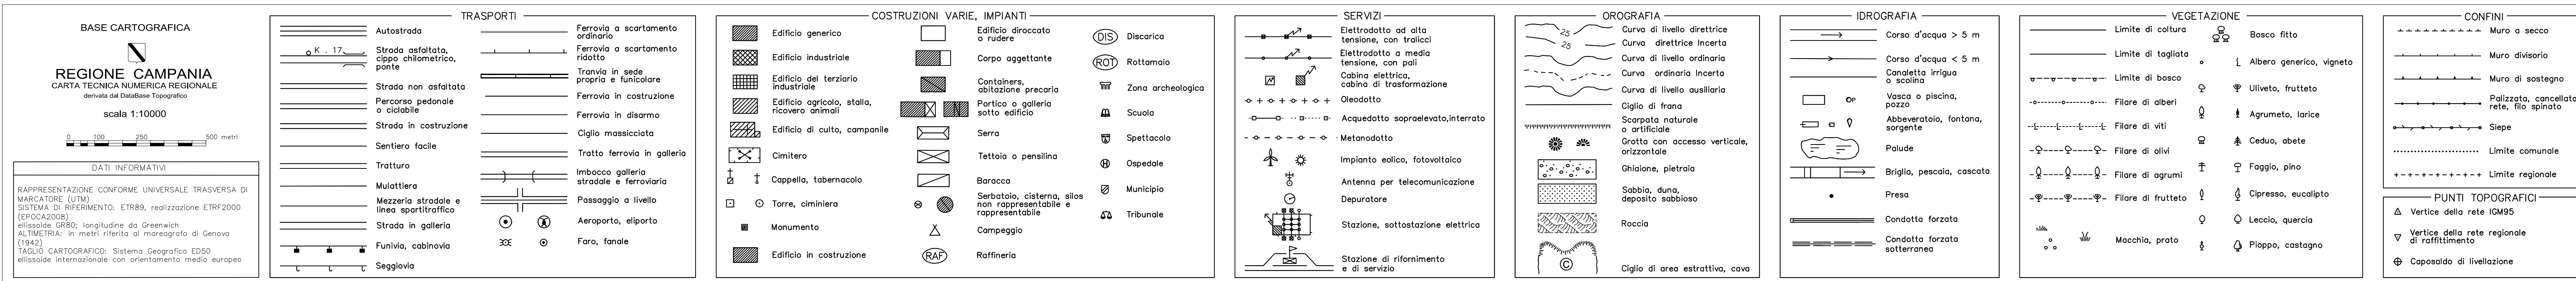 BASE CARTOGRAFICA
REGIONE CAMPANIA
CARTA TECNICA NUMERICA REGIONALE
derivata dal DataBase Topografico
scala 1:10000
0 100 250 500 metri
DATI INFORMATIVI
RAPPRESENTAZIONE CONFORME UNIVERSALE TRASVERSA DI
MARCATORE (UTM)
SISTEMA DI RIFERIMENTO: ETR89, realizzazione ETRF2000
(EPOCA2008)
ellissoide GR80; longitudine da Greenwich
ALTIMETRIA: in metri riferita al mareografo di Genova
(1942)
TAGLIO CARTOGRAFICO: Sistema Geografico ED50
ellissoide internazionale con orientamento medio europeo
TRASPORTI
Autostrada
K . 17
Strada asfaltata,
cippo chilometrico,
ponte
Strada non asfaltata
Percorso pedonale
o ciclabile
Strada in costruzione
Sentiero facile
Tratturo
Mulattiera
Mezzeria stradale e
linea spartitraffico
Strada in galleria
Funivia, cabinovia
Seggiovia
Ferrovia a scartamento
ordinario
Ferrovia a scartamento
ridotto
Tranvia in sede
propria e funicolare
Ferrovia in costruzione
Ferrovia in disarmo
Ciglio massicciata
Tratto ferrovia in galleria
Imbocco galleria
stradale e ferroviaria
Passaggio a livello
Aeroporto, eliporto
Faro, fanale
COSTRUZIONI VARIE, IMPIANTI
Edificio generico
Edificio industriale
Edificio del terziario
industriale
Edificio agricolo, stalla,
ricovero animali
Edificio di culto, campanile
Cimitero
Cappella, tabernacolo
Torre, ciminiera
Monumento
Edificio in costruzione
Edificio diroccato
o rudere
Corpo aggettante
Containers,
abitazione precaria
Portico o galleria
sotto edificio
Serra
Tettoia o pensilina
Baracca
Serbatoio, cisterna, silos
non rappresentabile e
rappresentabile
Campeggio
RAF
Raffineria
DIS
Discarica
ROT
Rottamaio
Zona archeologica
Scuola
Spettacolo
H
Ospedale
Municipio
Tribunale
SERVIZI
Elettrodotto ad alta
tensione, con tralicci
Elettrodotto a media
tensione, con pali
Cabina elettrica,
cabina di trasformazione
Oleodotto
Acquedotto sopraelevato,interrato
Metanodotto
Impianto eolico, fotovoltaico
Antenna per telecomunicazione
Depuratore
Stazione, sottostazione elettrica
Stazione di rifornimento
e di servizio
OROGRAFIA
25
Curva di livello direttrice
25
Curva direttrice Incerta
Curva di livello ordinaria
Curva ordinaria Incerta
Curva di livello ausiliaria
Ciglio di frana
Scarpata naturale
o artificiale
Grotta con accesso verticale,
orizzontale
Ghiaione, pietraia
Sabbia, duna,
deposito sabbioso
Roccia
C
Ciglio di area estrattiva, cava
IDROGRAFIA
Corso d'acqua > 5 m
Corso d'acqua < 5 m
Canaletta irrigua
o scolina
P
Vasca o piscina,
pozzo
Abbeveratoio, fontana,
sorgente
Palude
Briglia, pescaia, cascata
Presa
Condotta forzata
Condotta forzata
sotterranea
VEGETAZIONE
Limite di coltura
Limite di tagliata
Limite di bosco
Filare di alberi
Filare di viti
Filare di olivi
Filare di agrumi
Filare di frutteto
Macchia, prato
Bosco fitto
Albero generico, vigneto
Uliveto, frutteto
Agrumeto, larice
Ceduo, abete
Faggio, pino
Cipresso, eucalipto
Leccio, quercia
Pioppo, castagno
CONFINI
Muro a secco
Muro divisorio
Muro di sostegno
Palizzata, cancellata
rete, filo spinato
Siepe
Limite comunale
Limite regionale
PUNTI TOPOGRAFICI
Vertice della rete IGM95
Vertice della rete regionale
di raffittimento
Caposaldo di livellazione